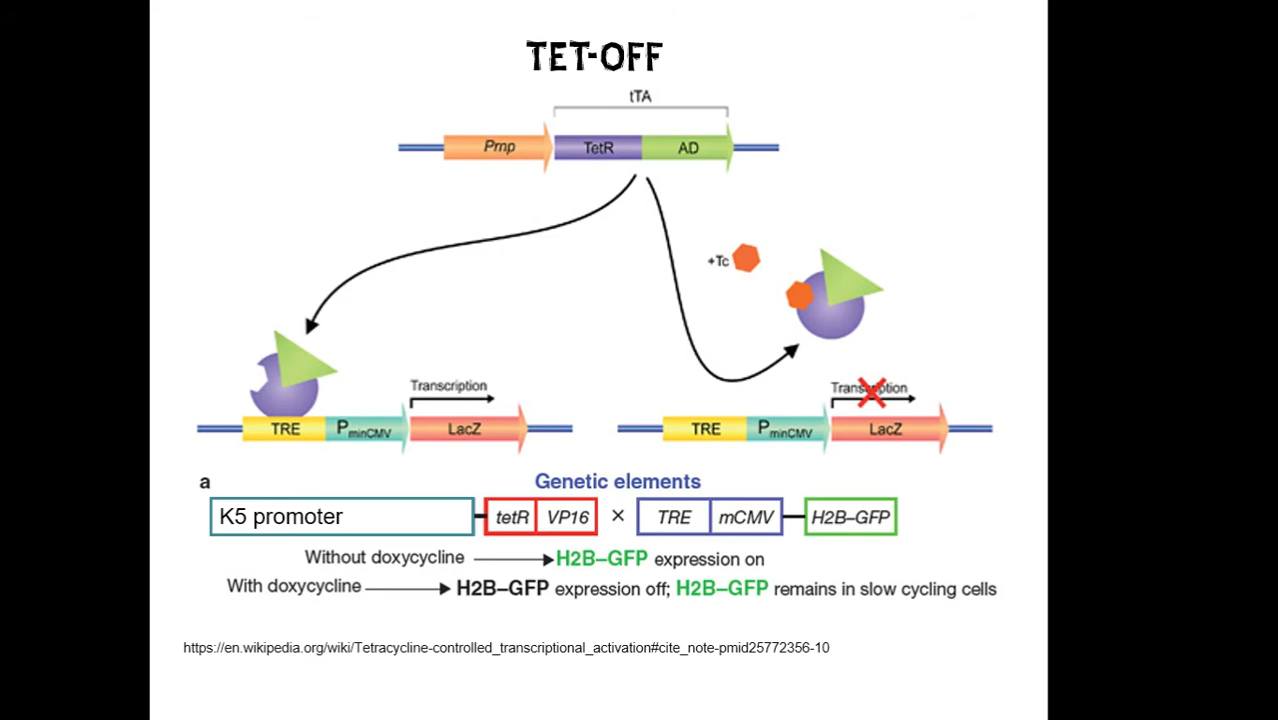 TET-OFF
tTA
Prnp TetR AD
+Tc
Transcription
TRE PminCMV LacZ
Transcription
TRE PminCMV LacZ
a Genetic elements
K5 promoter tetR VP16 × TRE mCMV H2B–GFP
Without doxycycline H2B–GFP expression on
With doxycycline H2B–GFP expression off; H2B–GFP remains in slow cycling cells
https://en.wikipedia.org/wiki/Tetracycline-controlled_transcriptional_activation#cite_note-pmid25772356-10